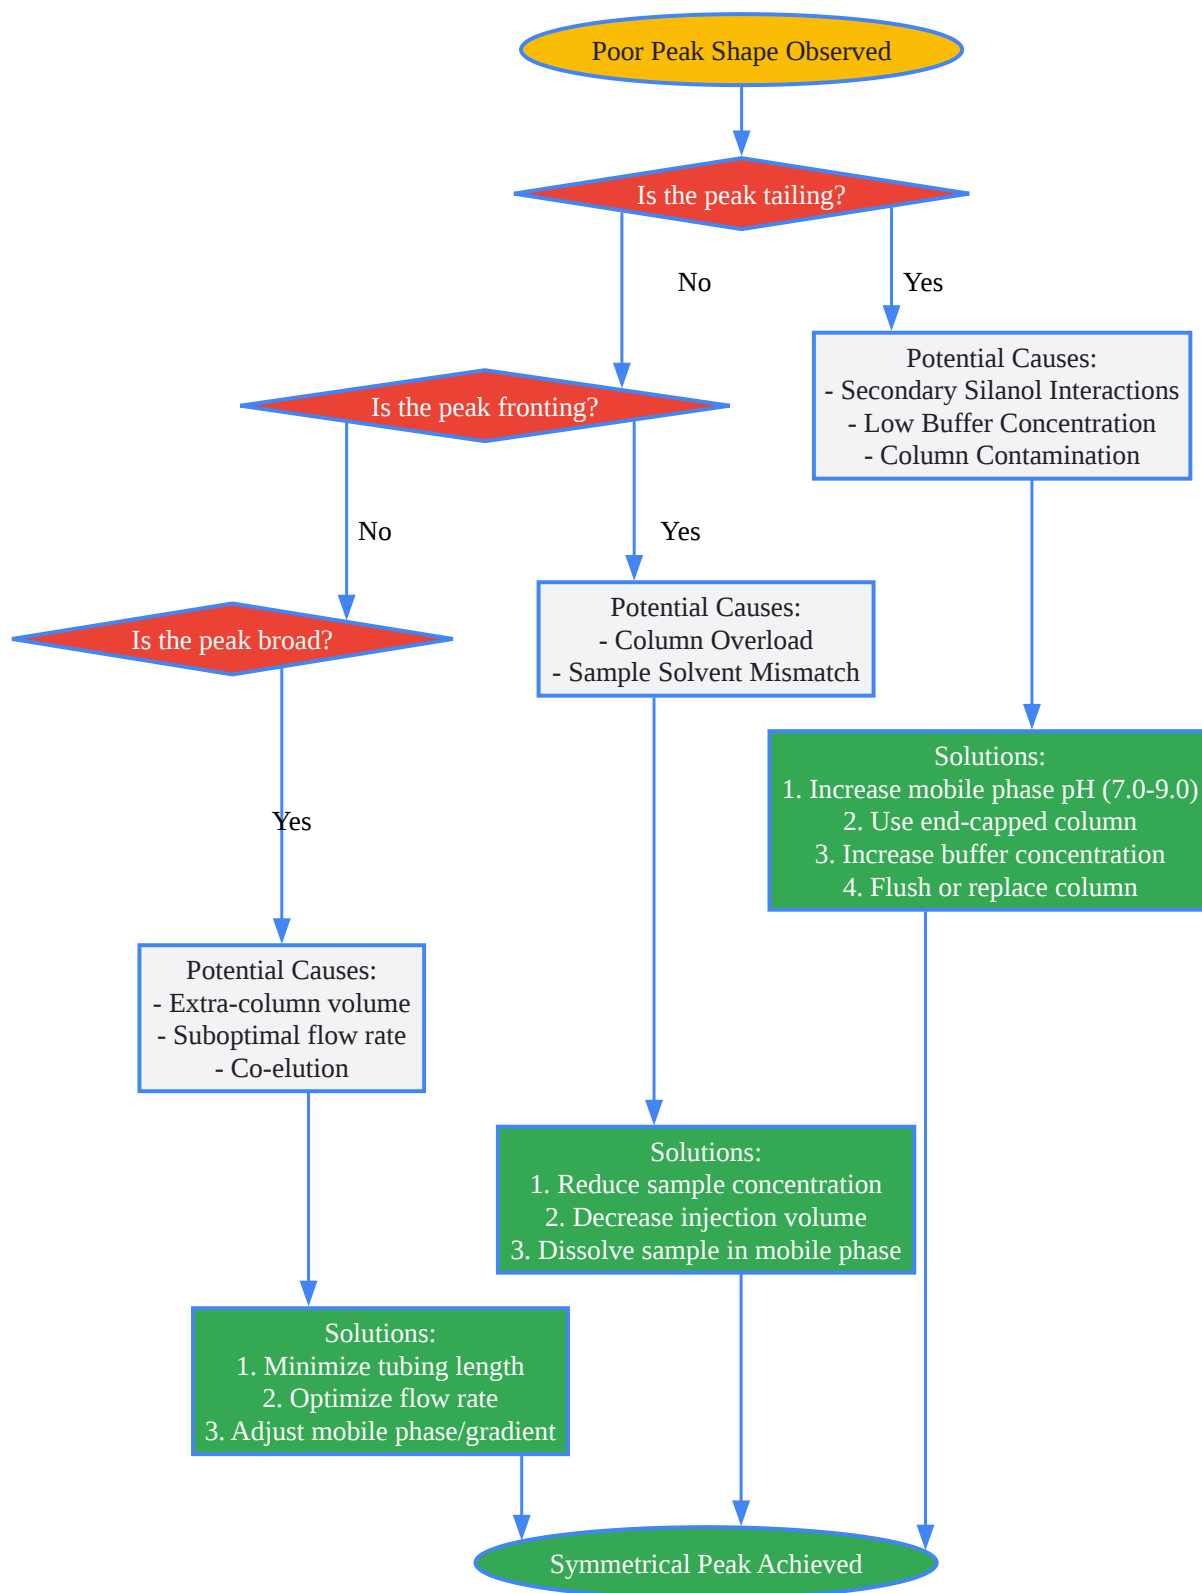 Poor Peak Shape Observed
Is the peak tailing?
No
Yes
Potential Causes:
- Secondary Silanol Interactions
- Low Buffer Concentration
- Column Contamination
Is the peak fronting?
No
Yes
Potential Causes:
- Column Overload
- Sample Solvent Mismatch
Is the peak broad?
Solutions:
1. Increase mobile phase pH (7.0-9.0)
2. Use end-capped column
3. Increase buffer concentration
4. Flush or replace column
Yes
Potential Causes:
- Extra-column volume
- Suboptimal flow rate
- Co-elution
Solutions:
1. Reduce sample concentration
2. Decrease injection volume
3. Dissolve sample in mobile phase
Solutions:
1. Minimize tubing length
2. Optimize flow rate
3. Adjust mobile phase/gradient
Symmetrical Peak Achieved